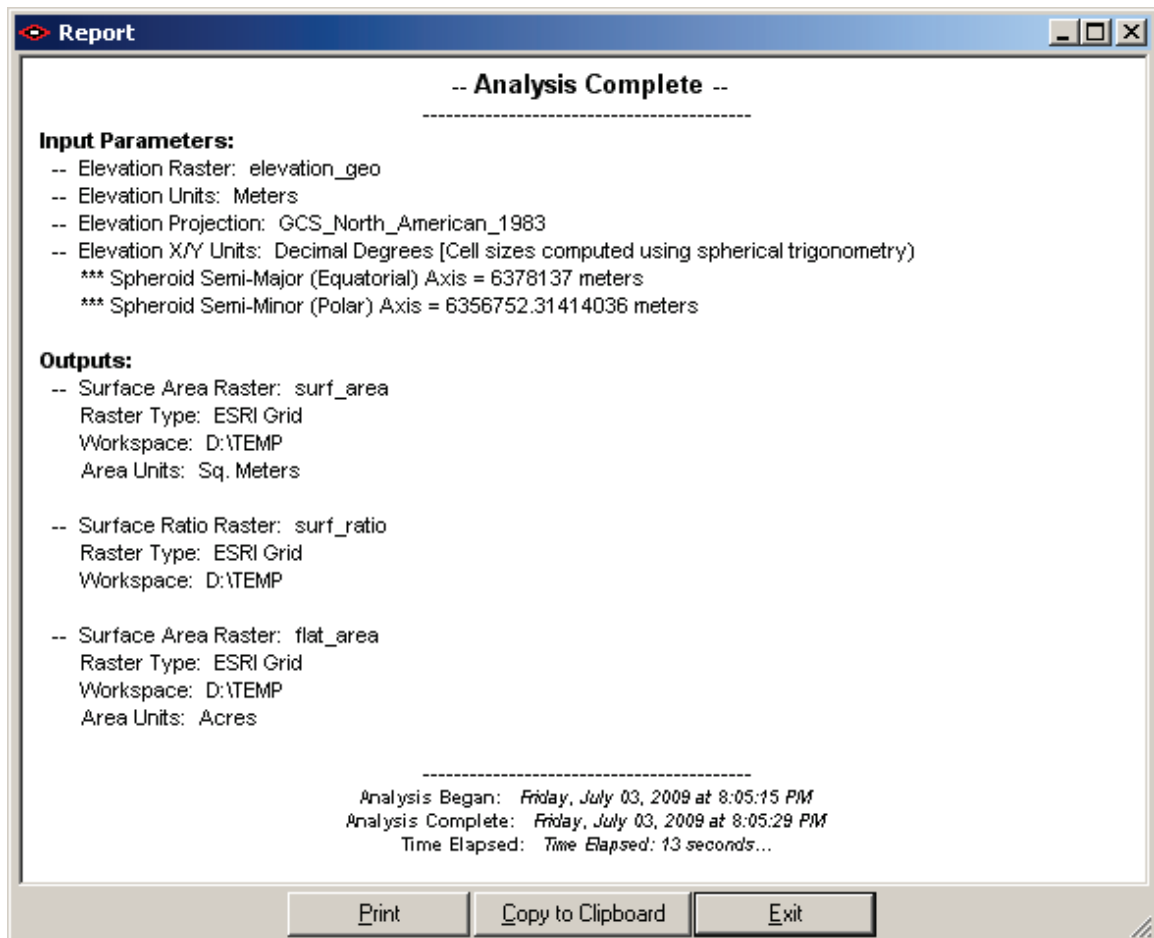 Report
-- Analysis Complete --
------------------------------------------
Input Parameters:
-- Elevation Raster: elevation_geo
-- Elevation Units: Meters
-- Elevation Projection: GCS_North_American_1983
-- Elevation X/Y Units: Decimal Degrees [Cell sizes computed using spherical trigonometry)
*** Spheroid Semi-Major (Equatorial) Axis = 6378137 meters
*** Spheroid Semi-Minor (Polar) Axis = 6356752.31414036 meters
Outputs:
-- Surface Area Raster: surf_area
Raster Type: ESRI Grid
Workspace: D:\TEMP
Area Units: Sq. Meters
-- Surface Ratio Raster: surf_ratio
Raster Type: ESRI Grid
Workspace: D:\TEMP
-- Surface Area Raster: flat_area
Raster Type: ESRI Grid
Workspace: D:\TEMP
Area Units: Acres
------------------------------------------
Analysis Began: Friday, July 03, 2009 at 8:05:15 PM
Analysis Complete: Friday, July 03, 2009 at 8:05:29 PM
Time Elapsed: Time Elapsed: 13 seconds...
Print Copy to Clipboard Exit